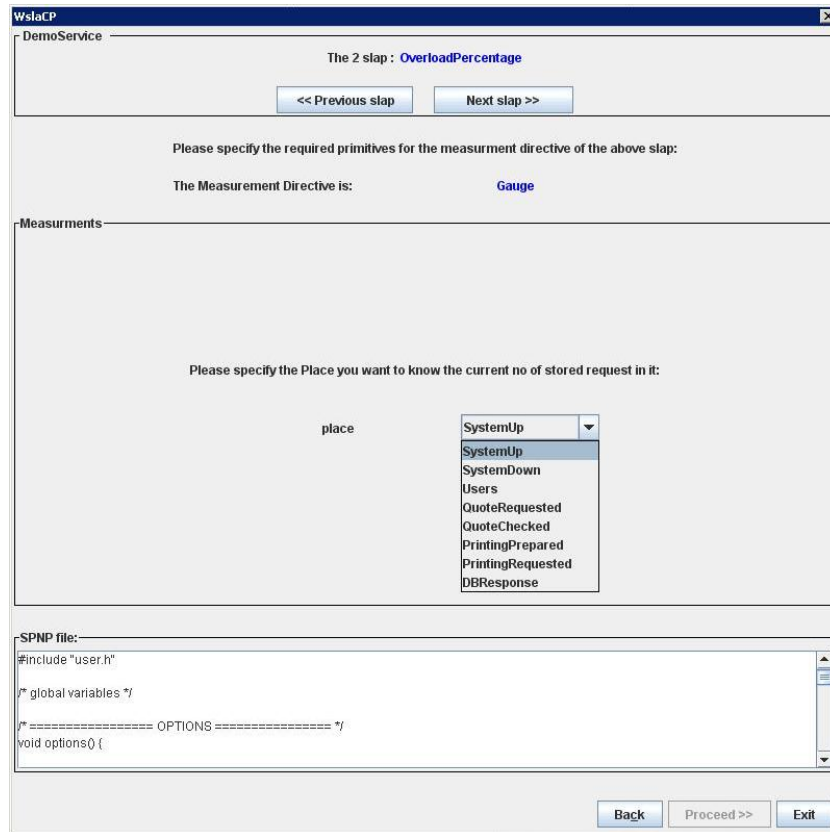 WslaCP
DemoService
The 2 slap : OverloadPercentage
<< Previous slap Next slap >>
Please specify the required primitives for the measurment directive of the above slap:
The Measurement Directive is: Gauge
Measurments
Please specify the Place you want to know the current no of stored request in it:
place SystemUp
SystemUp
SystemDown
Users
QuoteRequested
QuoteChecked
PrintingPrepared
PrintingRequested
DBResponse
SPNP file:
#include "user.h"
/* global variables */
/* ================= OPTIONS ================ */
void options() {
Back Proceed >> Exit